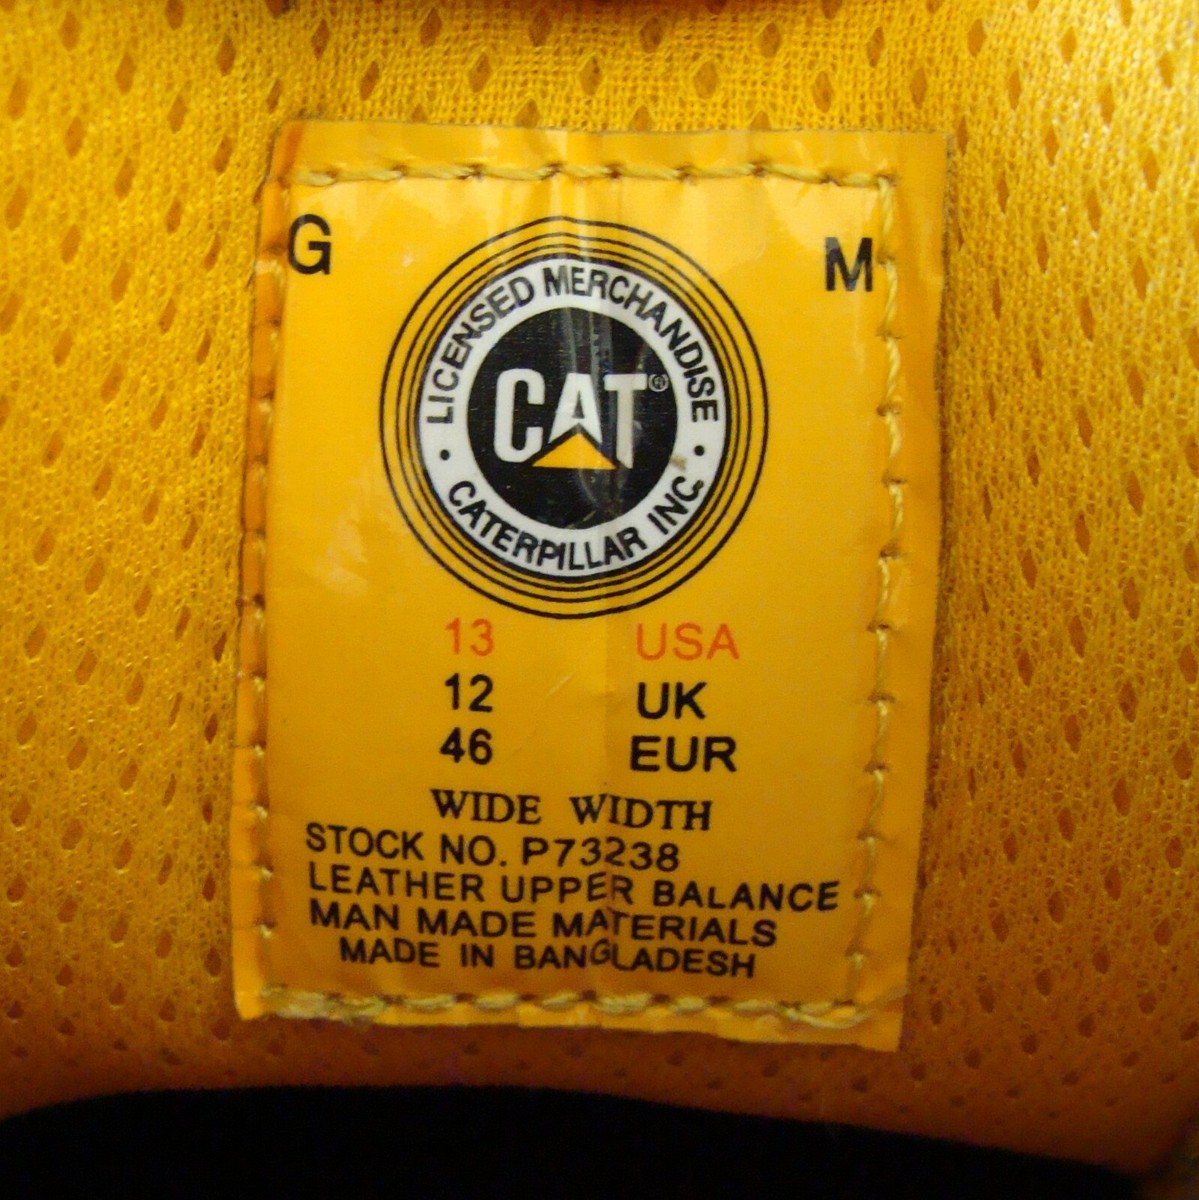 G M
LICENSED MERCHANDISE
CAT®
• CATERPILLAR INC. •
13 USA
12 UK
46 EUR
WIDE WIDTH
STOCK NO. P73238
LEATHER UPPER BALANCE
MAN MADE MATERIALS
MADE IN BANGLADESH